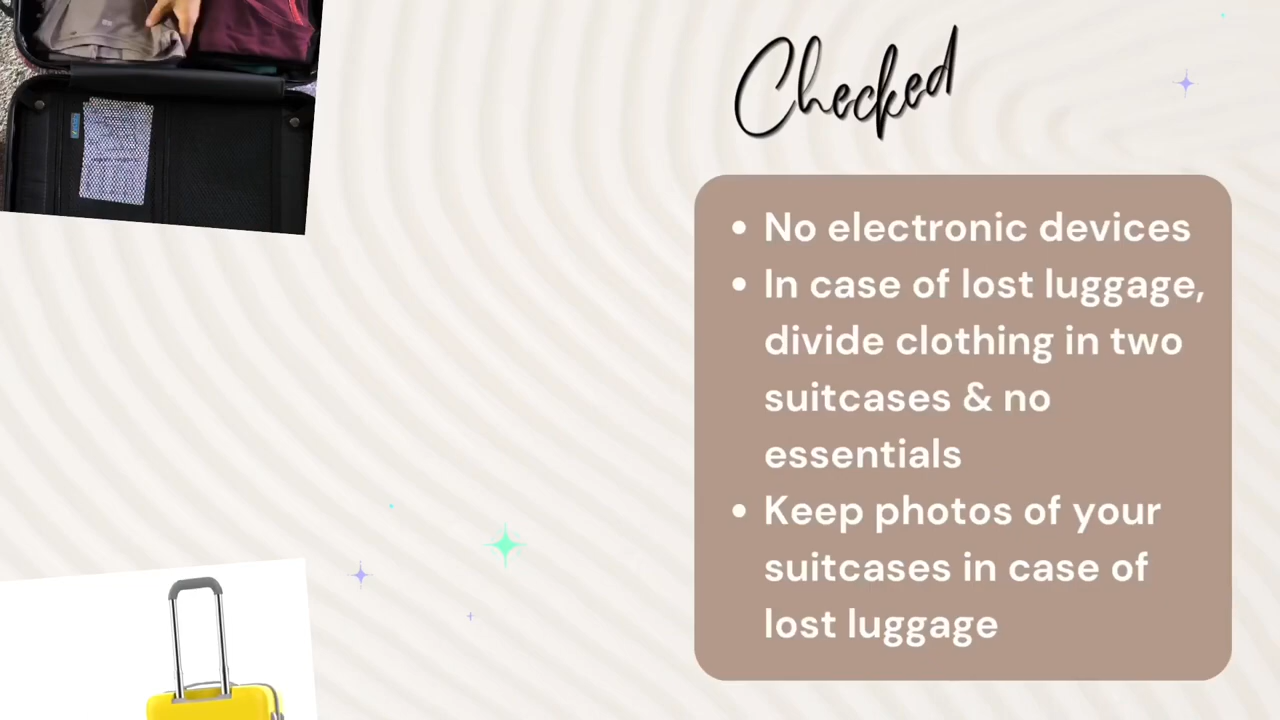 Checked
• No electronic devices
• In case of lost luggage,
divide clothing in two
suitcases & no
essentials
• Keep photos of your
suitcases in case of
lost luggage